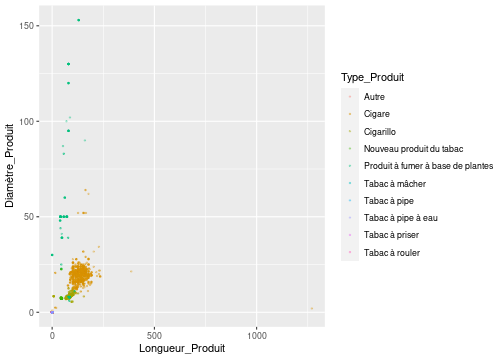 150
100
50
0
Diamètre_Produit
0
500
1000
Longueur_Produit
Type_Produit
Autre
Cigare
Cigarillo
Nouveau produit du tabac
Produit à fumer à base de plantes
Tabac à mâcher
Tabac à pipe
Tabac à pipe à eau
Tabac à priser
Tabac à rouler